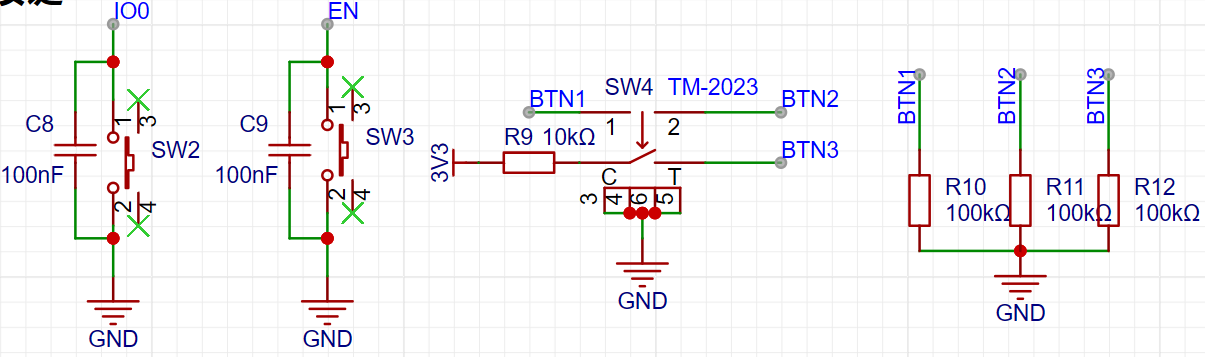 IO0
C8
100nF
1
3
SW2
2
4
GND
EN
C9
100nF
1
3
SW3
2
4
GND
SW4 TM-2023
BTN1
BTN2
1
2
R9 10kΩ
3V3
BTN3
C
T
3
4
6
5
GND
BTN1
BTN2
BTN3
R10
100kΩ
R11
100kΩ
R12
100kΩ
GND